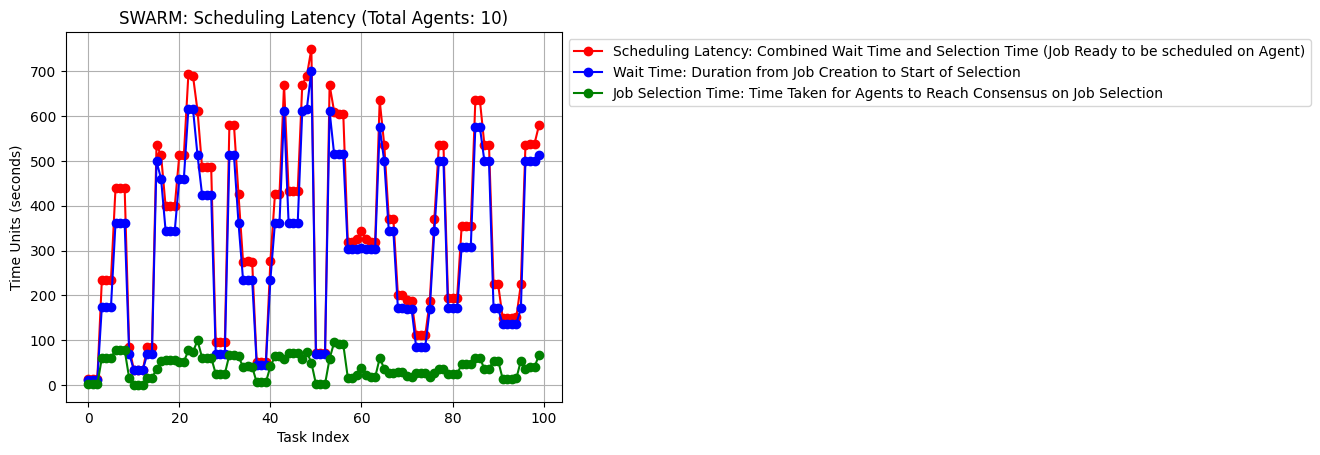 SWARM: Scheduling Latency (Total Agents: 10)
Scheduling Latency: Combined Wait Time and Selection Time (Job Ready to be scheduled on Agent)
Wait Time: Duration from Job Creation to Start of Selection
Job Selection Time: Time Taken for Agents to Reach Consensus on Job Selection
Time Units (seconds)
700
600
500
400
300
200
100
0
0 20 40 60 80 100
Task Index